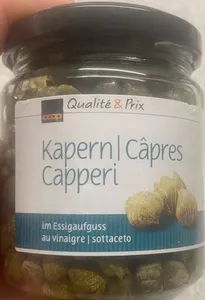 coop
Qualité & Prix
Kapern | Câpres
Capperi
im Essigaufguss
au vinaigre | sottaceto